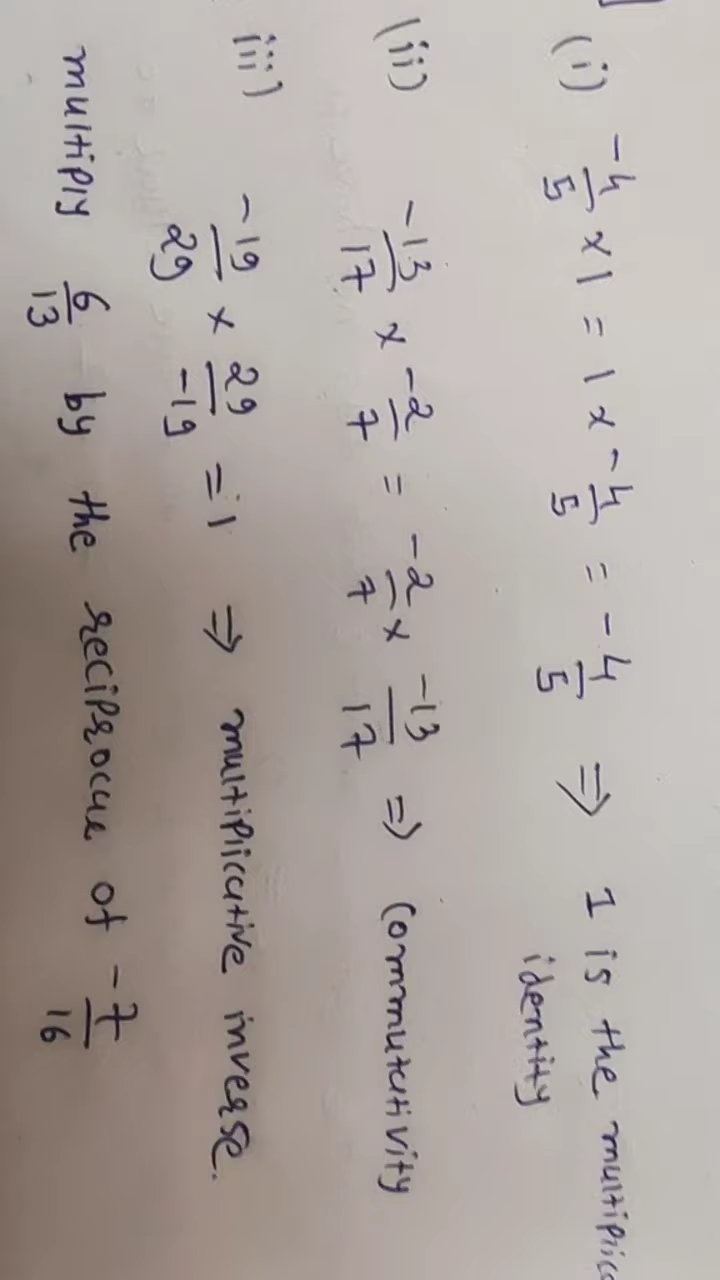 (i) -4/5 × 1 = 1 × -4/5 = -4/5 ⇒ 1 is the
identity
(ii) -13/17 × -2/7 = -2/7 × -13/17 ⇒ Commutativity
iii) -19/29 × 29/-19 = 1 ⇒ multiplicative inverse.
multiply 6/13 by the reciprocal of -7/16